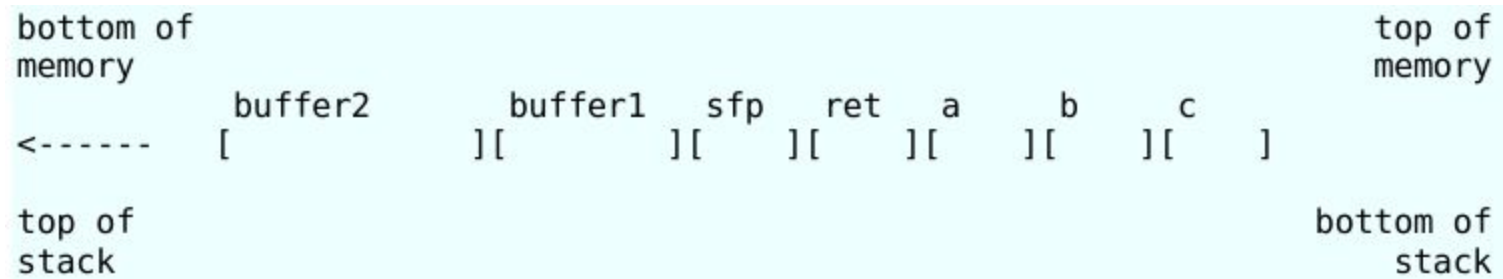 bottom of top of
memory memory
buffer2 buffer1 sfp ret a b c
<------ [ ][ ][ ][ ][ ][ ][ ]
top of bottom of
stack stack